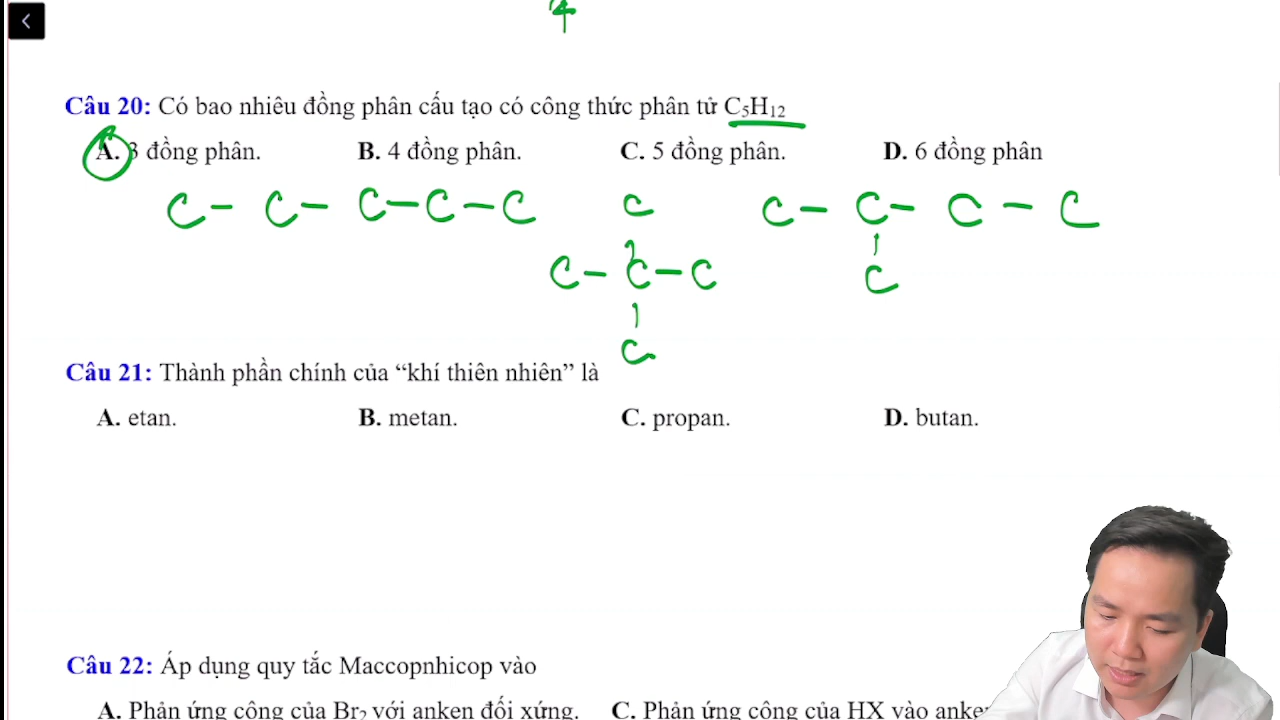 4
Câu 20: Có bao nhiêu đồng phân cấu tạo có công thức phân tử C₅H₁₂
A. 3 đồng phân. B. 4 đồng phân. C. 5 đồng phân. D. 6 đồng phân
C - C - C - C - C
C
C - C - C
C
C - C - C - C
C
Câu 21: Thành phần chính của “khí thiên nhiên” là
A. etan. B. metan. C. propan. D. butan.
Câu 22: Áp dụng quy tắc Maccopnhicop vào
A. Phản ứng cộng của Br₂ với anken đối xứng. C. Phản ứng cộng của HX vào